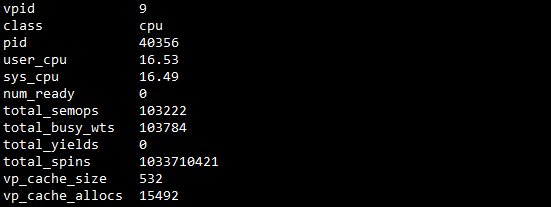 vpid 9
class cpu
pid 40356
user_cpu 16.53
sys_cpu 16.49
num_ready 0
total_semops 103222
total_busy_wts 103784
total_yields 0
total_spins 1033710421
vp_cache_size 532
vp_cache_allocs 15492